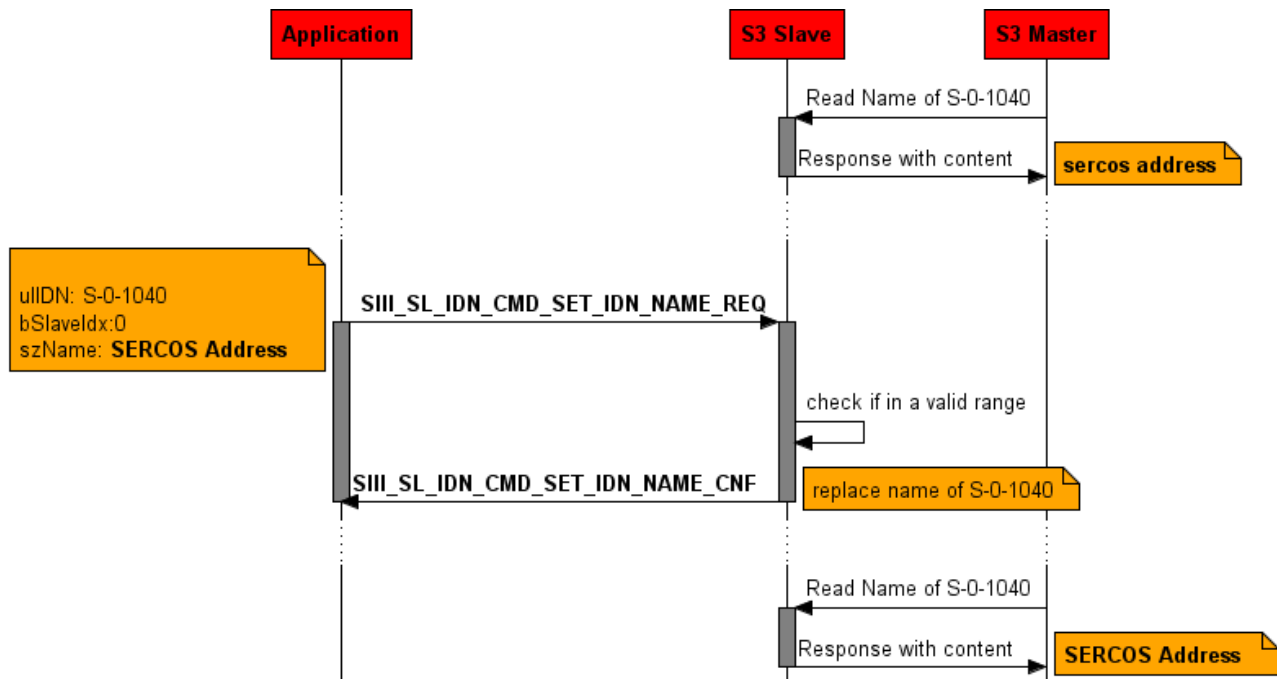 Application
S3 Slave
S3 Master
Read Name of S-0-1040
Response with content
sercos address
ulIDN: S-0-1040
bSlaveIdx:0
szName: SERCOS Address
SIII_SL_IDN_CMD_SET_IDN_NAME_REQ
check if in a valid range
SIII_SL_IDN_CMD_SET_IDN_NAME_CNF
replace name of S-0-1040
Read Name of S-0-1040
Response with content
SERCOS Address